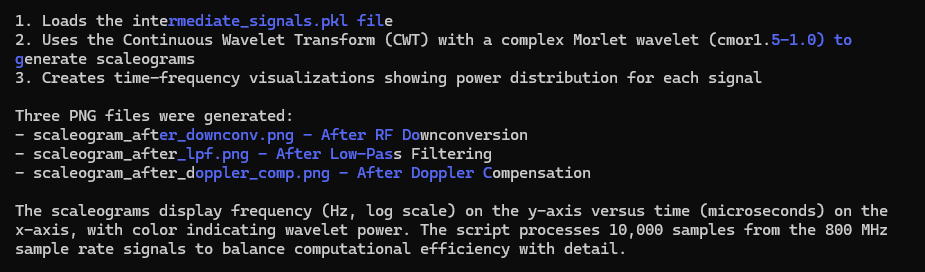 1. Loads the intermediate_signals.pkl file
2. Uses the Continuous Wavelet Transform (CWT) with a complex Morlet wavelet (cmor1.5-1.0) to
generate scaleograms
3. Creates time-frequency visualizations showing power distribution for each signal
Three PNG files were generated:
- scaleogram_after_downconv.png - After RF Downconversion
- scaleogram_after_lpf.png - After Low-Pass Filtering
- scaleogram_after_doppler_comp.png - After Doppler Compensation
The scaleograms display frequency (Hz, log scale) on the y-axis versus time (microseconds) on the
x-axis, with color indicating wavelet power. The script processes 10,000 samples from the 800 MHz
sample rate signals to balance computational efficiency with detail.